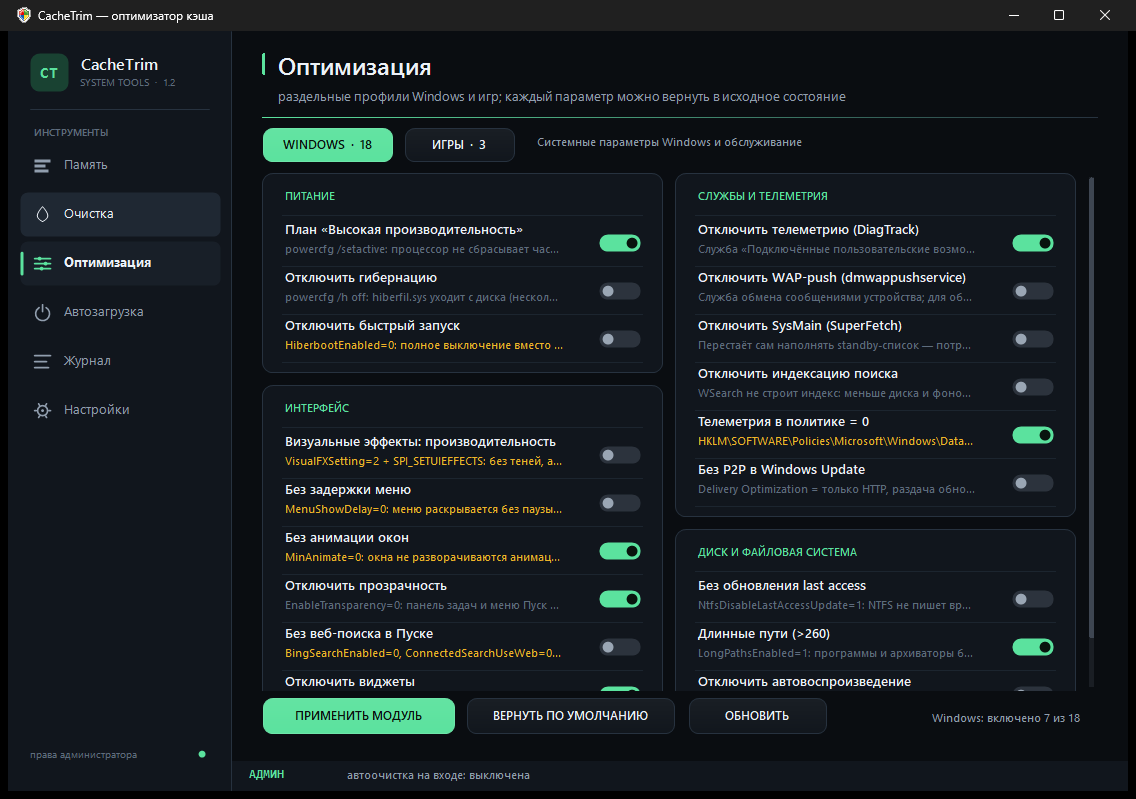 CacheTrim — оптимизатор кэша
CT
CacheTrim
SYSTEM TOOLS · 1.2
ИНСТРУМЕНТЫ
Память
Очистка
Оптимизация
Автозагрузка
Журнал
Настройки
права администратора
Оптимизация
раздельные профили Windows и игр; каждый параметр можно вернуть в исходное состояние
WINDOWS · 18
ИГРЫ · 3
Системные параметры Windows и обслуживание
ПИТАНИЕ
План «Высокая производительность»
powercfg /setactive: процессор не сбрасывает час...
Отключить гибернацию
powercfg /h off: hiberfil.sys уходит с диска (нескол...
Отключить быстрый запуск
HiberbootEnabled=0: полное выключение вместо ...
ИНТЕРФЕЙС
Визуальные эффекты: производительность
VisualFXSetting=2 + SPI_SETUIEFFECTS: без теней, а...
Без задержки меню
MenuShowDelay=0: меню раскрывается без паузы...
Без анимации окон
MinAnimate=0: окна не разворачиваются анимац...
Отключить прозрачность
EnableTransparency=0: панель задач и меню Пуск ...
Без веб-поиска в Пуске
BingSearchEnabled=0, ConnectedSearchUseWeb=0...
Отключить виджеты
СЛУЖБЫ И ТЕЛЕМЕТРИЯ
Отключить телеметрию (DiagTrack)
Служба «Подключённые пользовательские возмо...
Отключить WAP-push (dmwappushservice)
Служба обмена сообщениями устройства; для об...
Отключить SysMain (SuperFetch)
Перестаёт сам наполнять standby-список — потр...
Отключить индексацию поиска
WSearch не строит индекс: меньше диска и фоно...
Телеметрия в политике = 0
HKLM\SOFTWARE\Policies\Microsoft\Windows\Data...
Без P2P в Windows Update
Delivery Optimization = только HTTP, раздача обно...
ДИСК И ФАЙЛОВАЯ СИСТЕМА
Без обновления last access
NtfsDisableLastAccessUpdate=1: NTFS не пишет вр...
Длинные пути (>260)
LongPathsEnabled=1: программы и архиваторы б...
Отключить автовоспроизведение
ПРИМЕНИТЬ МОДУЛЬ
ВЕРНУТЬ ПО УМОЛЧАНИЮ
ОБНОВИТЬ
Windows: включено 7 из 18
АДМИН
автоочистка на входе: выключена